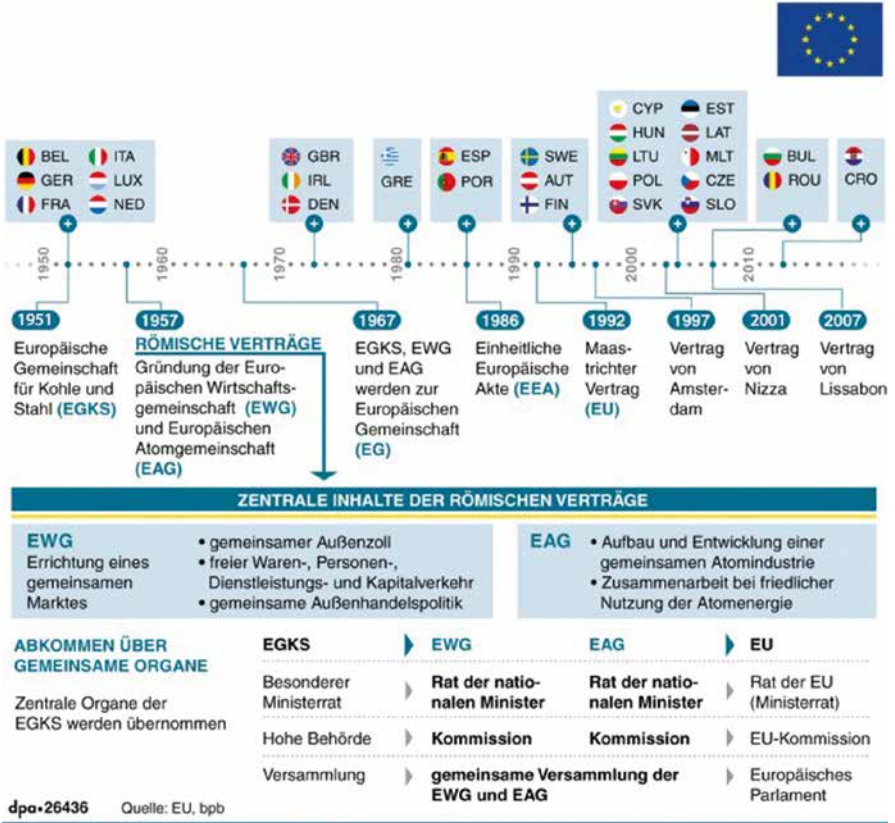 BEL ITA
GER LUX
FRA NED
GBR
IRL
DEN
GRE
ESP
POR
SWE
AUT
FIN
CYP EST
HUN LAT
LTU MLT
POL CZE
SVK SLO
BUL
ROU
CRO
1950 1960 1970 1980 1990 2000 2010
1951
Europäische
Gemeinschaft
für Kohle und
Stahl (EGKS)
1957
RÖMISCHE VERTRÄGE
Gründung der Euro-
päischen Wirtschafts-
gemeinschaft (EWG)
und Europäischen
Atomgemeinschaft
(EAG)
1967
EGKS, EWG
und EAG
werden zur
Europäischen
Gemeinschaft
(EG)
1986
Einheitliche
Europäische
Akte (EEA)
1992
Maas-
trichter
Vertrag
(EU)
1997
Vertrag
von
Amster-
dam
2001
Vertrag
von
Nizza
2007
Vertrag
von
Lissabon
ZENTRALE INHALTE DER RÖMISCHEN VERTRÄGE
EWG
Errichtung eines
gemeinsamen
Marktes
• gemeinsamer Außenzoll
• freier Waren-, Personen-,
Dienstleistungs- und Kapitalverkehr
• gemeinsame Außenhandelspolitik
EAG
• Aufbau und Entwicklung einer
gemeinsamen Atomindustrie
• Zusammenarbeit bei friedlicher
Nutzung der Atomenergie
ABKOMMEN ÜBER
GEMEINSAME ORGANE
Zentrale Organe der
EGKS werden übernommen
EGKS EWG EAG EU
Besonderer Rat der natio- Rat der natio- Rat der EU
Ministerrat nalen Minister nalen Minister (Ministerrat)
Hohe Behörde Kommission Kommission EU-Kommission
Versammlung gemeinsame Versammlung der Europäisches
EWG und EAG Parlament
dpa•26436 Quelle: EU, bpb